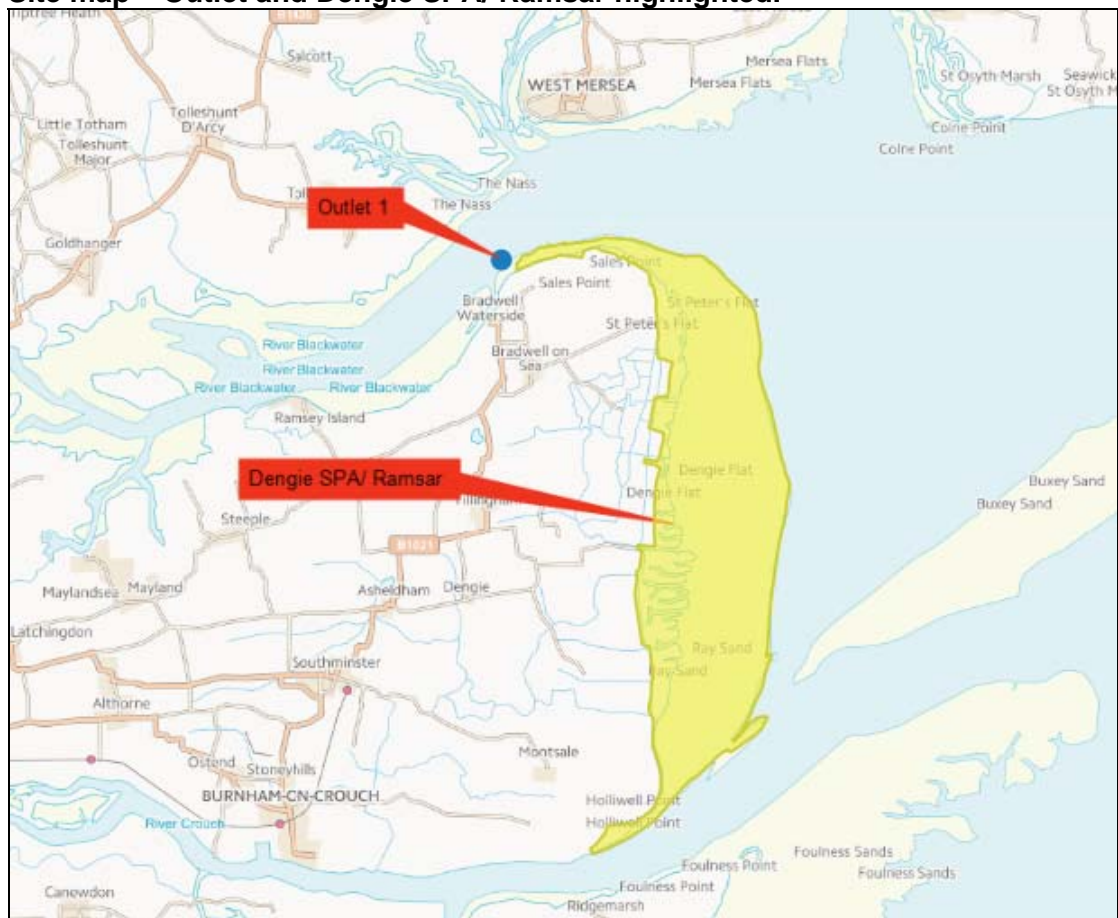 Site map – Outlet and Dengie SPA/ Ramsar highlighted.
Tiptree Heath
Salcott
WEST MERSEA
Mersea Flats
Mersea Flats
St Osyth Marsh
Seawick
St Osyth
Colne Point
Colne Point
Tolleshunt
D'Arcy
Little Totham
Tolleshunt
Major
The Nass
The Nass
Outlet 1
Goldhanger
Sales Point
Sales Point
Bradwell
Waterside
St Peter's Flat
St Peter's Flat
Bradwell on
Sea
River Blackwater
River Blackwater
River Blackwater
River Blackwater
Ramsey Island
Dengie SPA/ Ramsar
Dengie Flat
Dengie Flat
Buxey Sand
Buxey Sand
Steeple
B1021
Maylandsea
Mayland
Asheldham
Dengie
Latchingdon
Southminster
Ray Sand
Ray Sand
Althorne
Ostend
Stoneyhills
Montsale
BURNHAM-ON-CROUCH
River Crouch
Holliwell Point
Holliwell Point
Canewdon
Foulness Point
Foulness Point
Foulness Sands
Foulness Sands
Ridgemarsh